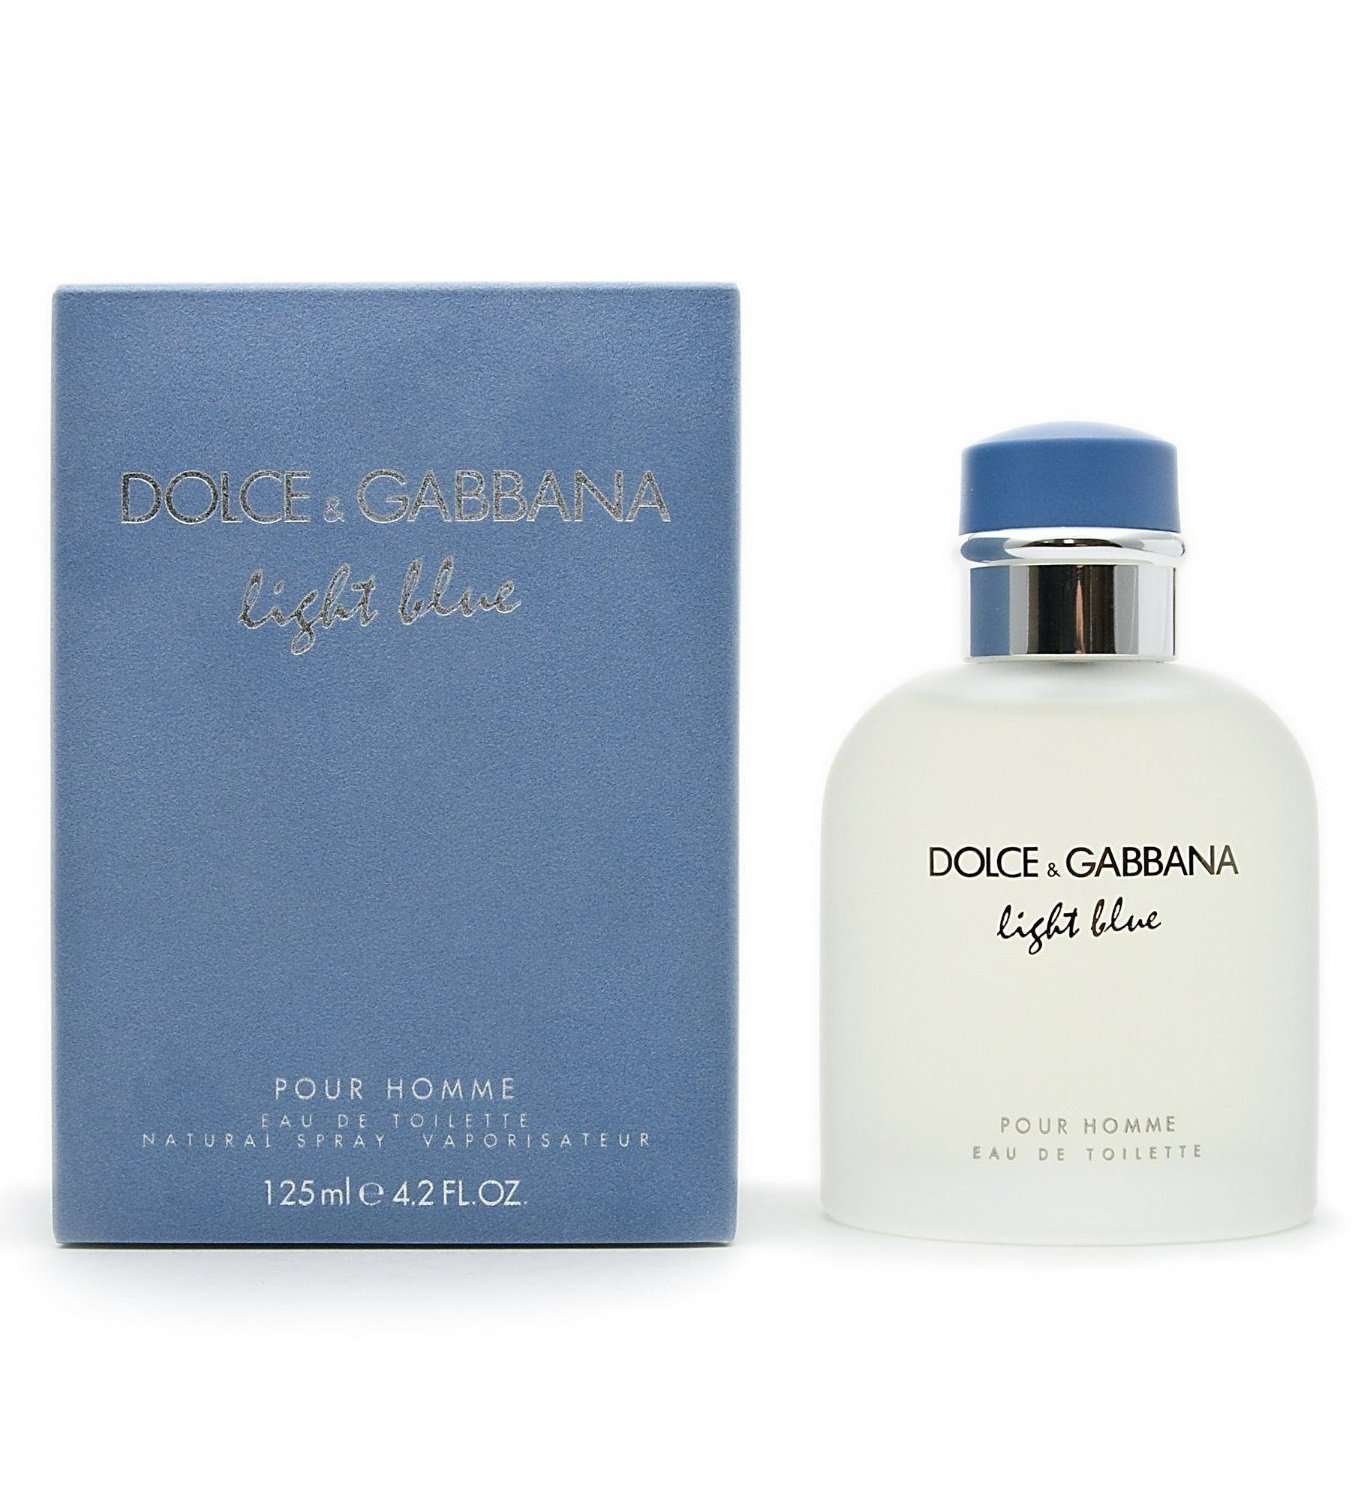 DOLCE & GABBANA
light blue
POUR HOMME
EAU DE TOILETTE
NATURAL SPRAY VAPORISATEUR
125ml e 4.2 FL.OZ.
DOLCE & GABBANA
light blue
POUR HOMME
EAU DE TOILETTE